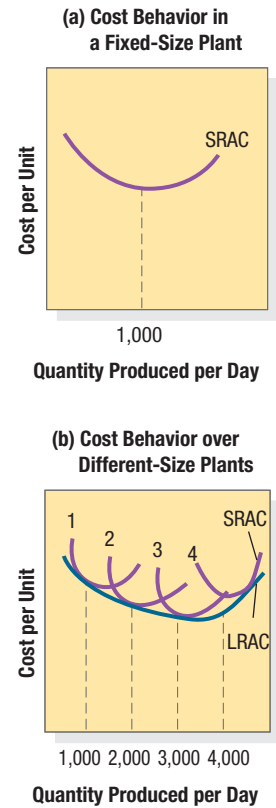 (a) Cost Behavior in
a Fixed-Size Plant
Cost per Unit
SRAC
1,000
Quantity Produced per Day
(b) Cost Behavior over
Different-Size Plants
Cost per Unit
1 2 3 4 SRAC
LRAC
1,000 2,000 3,000 4,000
Quantity Produced per Day